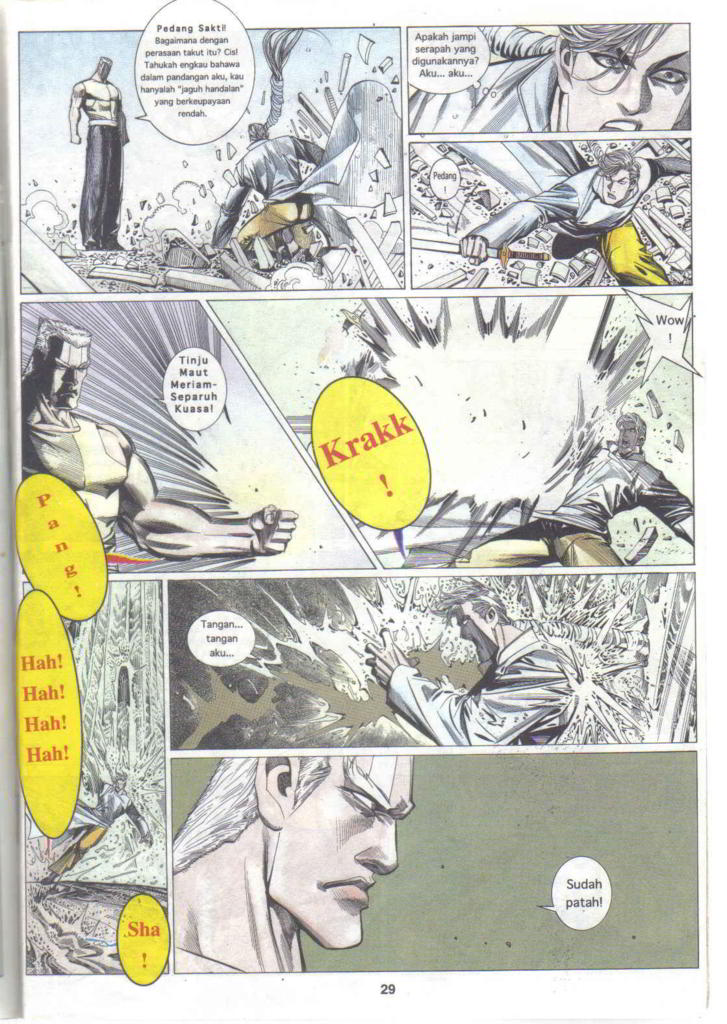 Pedang Sakti!
Bagaimana dengan
perasaan takut itu? Cis!
Tahukah engkau bahawa
dalam pandangan aku, kau
hanyalah "jaguh handalan"
yang berkeupayaan
rendah.
Apakah jampi
serapah yang
digunakannya?
Aku... aku...
Pedang
!
Tinju
Maut
Meriam-
Separuh
Kuasa!
Wow
!
Krakk
!
Pang!
Hah!
Hah!
Hah!
Hah!
Tangan...
tangan
aku...
Sha
!
Sudah
patah!
29